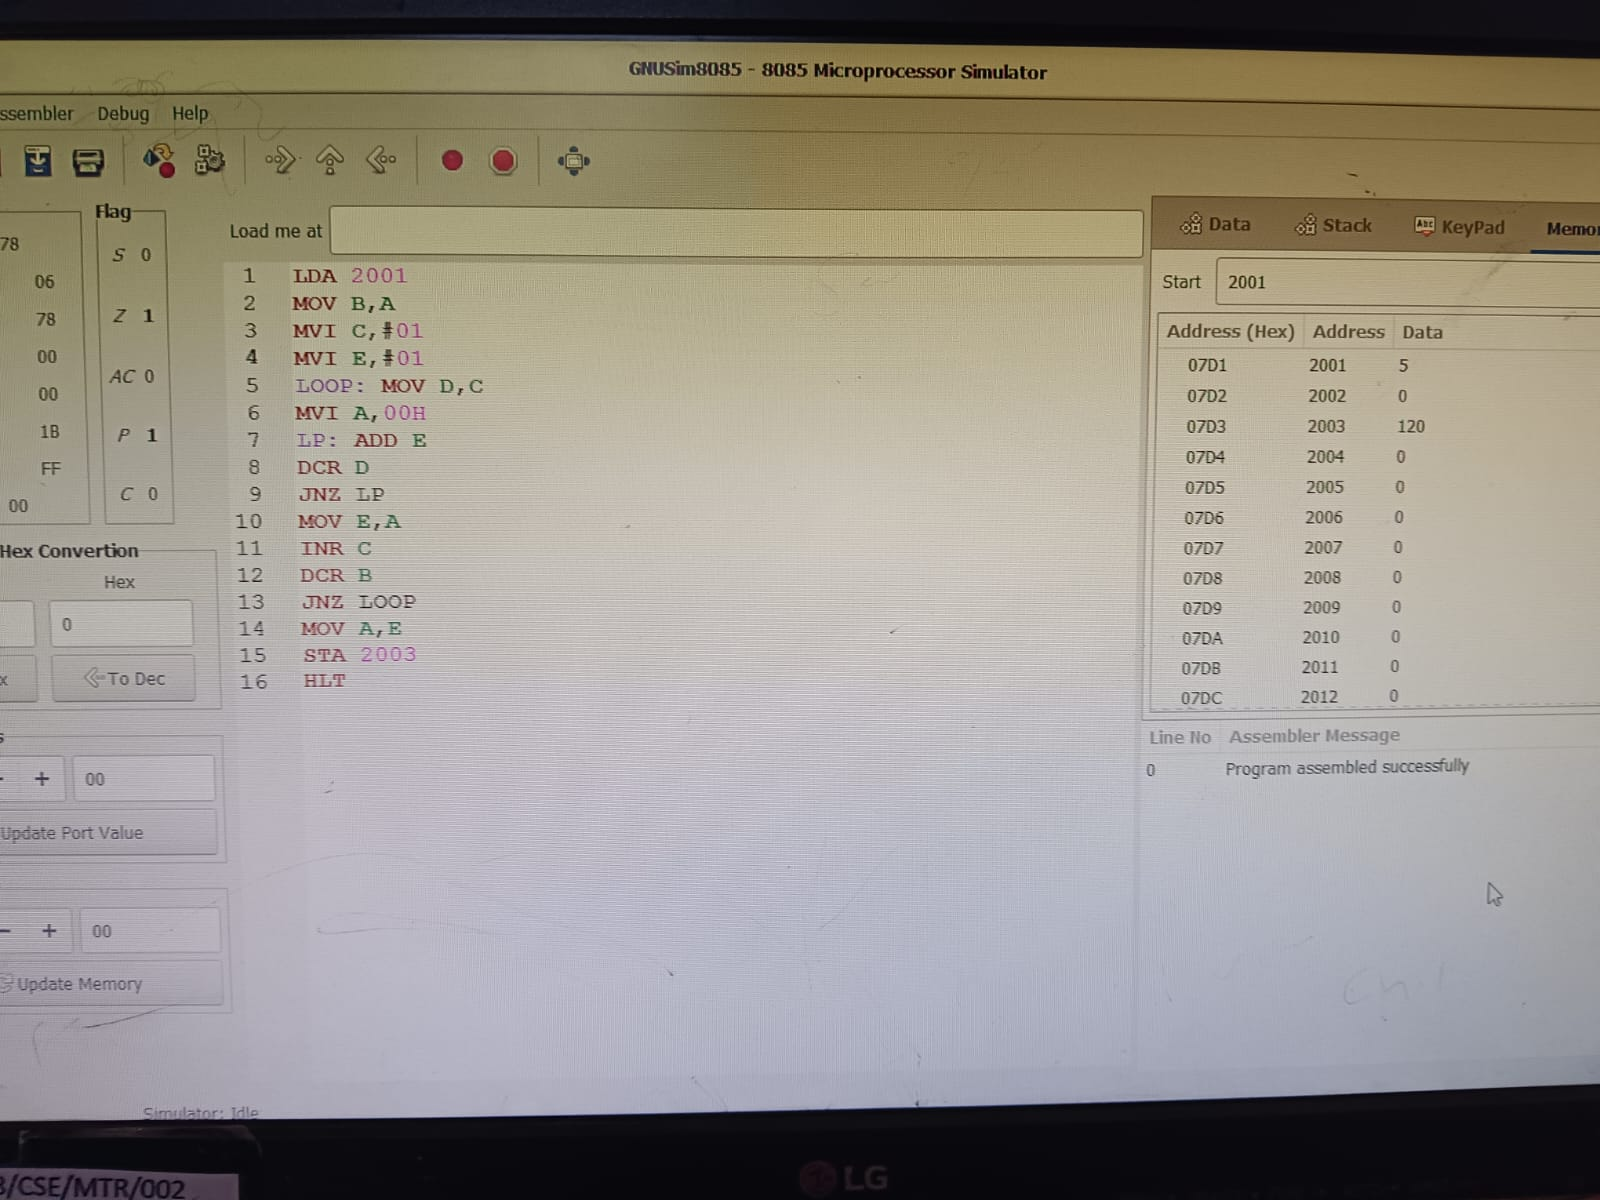 GNUSim8085 - 8085 Microprocessor Simulator
ssembler Debug Help
Flag
78
06
78
00
00
1B
FF
00
S 0
Z 1
AC 0
P 1
C 0
Hex Convertion
Hex
0
x
To Dec
s
- + 00
Update Port Value
- + 00
Update Memory
Simulator: Idle
Load me at
1 LDA 2001
2 MOV B,A
3 MVI C,#01
4 MVI E,#01
5 LOOP: MOV D,C
6 MVI A,00H
7 LP: ADD E
8 DCR D
9 JNZ LP
10 MOV E,A
11 INR C
12 DCR B
13 JNZ LOOP
14 MOV A,E
15 STA 2003
16 HLT
Data Stack Abc KeyPad Memo
Start 2001
Address (Hex) Address Data
07D1 2001 5
07D2 2002 0
07D3 2003 120
07D4 2004 0
07D5 2005 0
07D6 2006 0
07D7 2007 0
07D8 2008 0
07D9 2009 0
07DA 2010 0
07DB 2011 0
07DC 2012 0
Line No Assembler Message
0 Program assembled successfully
/CSE/MTR/002
LG